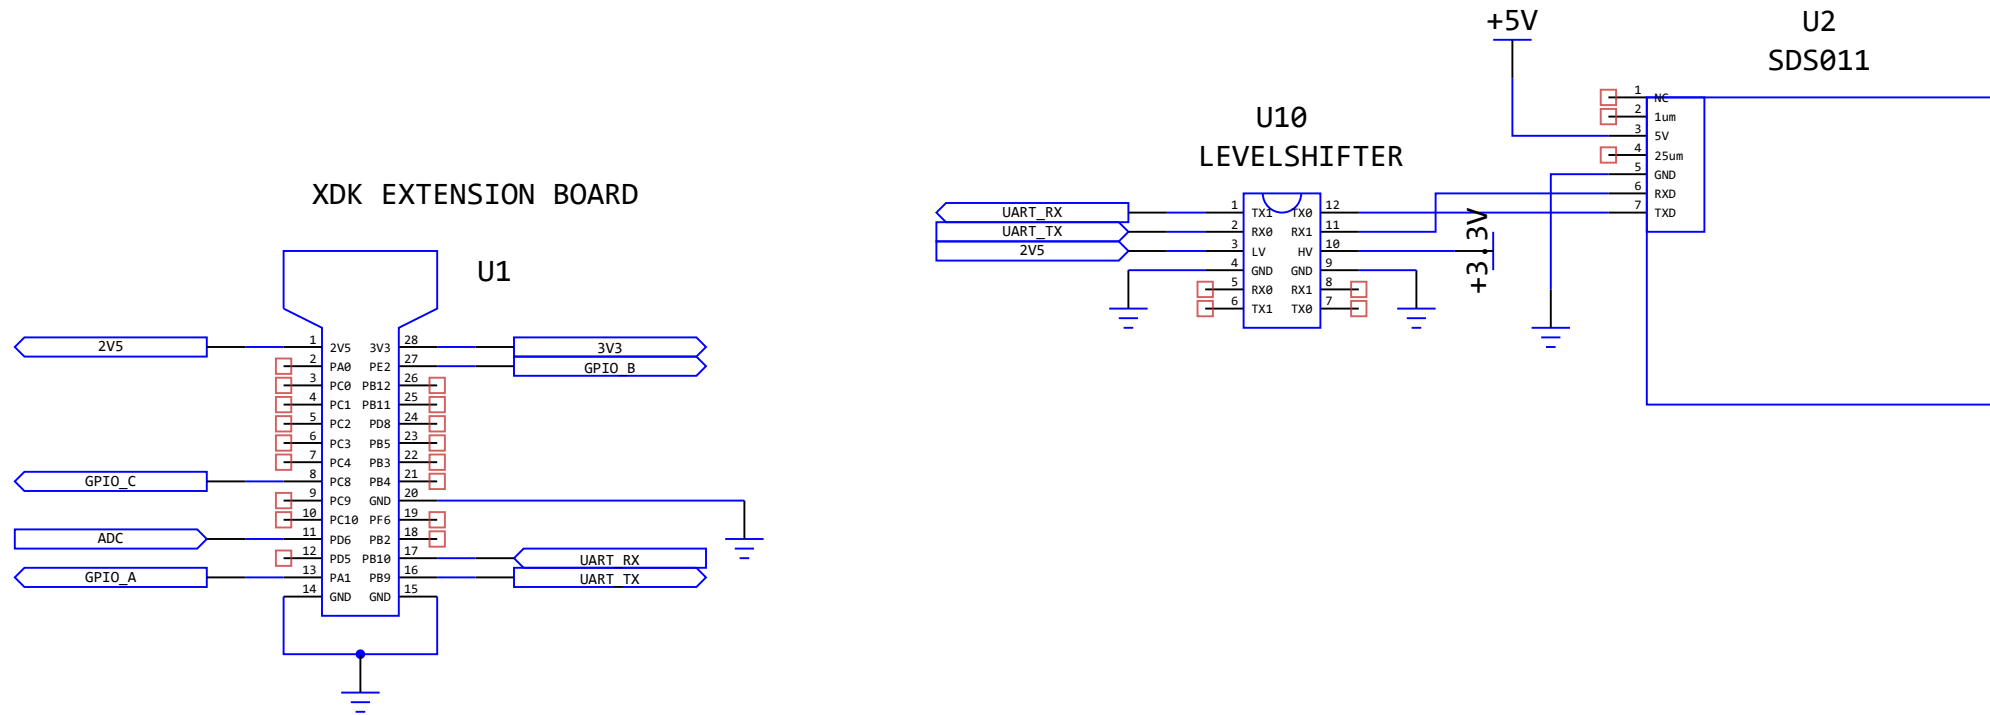 +5V
U2
SDS011
U10
LEVELSHIFTER
XDK EXTENSION BOARD
U1
2V5 1 2V5 3V3 28 3V3
2 PA0 PE2 27 GPIO_B
3 PC0 PB12 26
4 PC1 PB11 25
5 PC2 PD8 24
6 PC3 PB5 23
7 PC4 PB3 22
GPIO_C 8 PC8 PB4 21
9 PC9 GND 20
10 PC10 PF6 19
ADC 11 PD6 PB2 18
12 PD5 PB10 17 UART_RX
GPIO_A 13 PA1 PB9 16 UART_TX
14 GND GND 15
UART_RX 1 TX1 TX0 12
UART_TX 2 RX0 RX1 11
2V5 3 LV HV 10 +3.3V
4 GND GND 9
5 RX0 RX1 8
6 TX1 TX0 7
1 NC
2 1um
3 5V
4 25um
5 GND
6 RXD
7 TXD